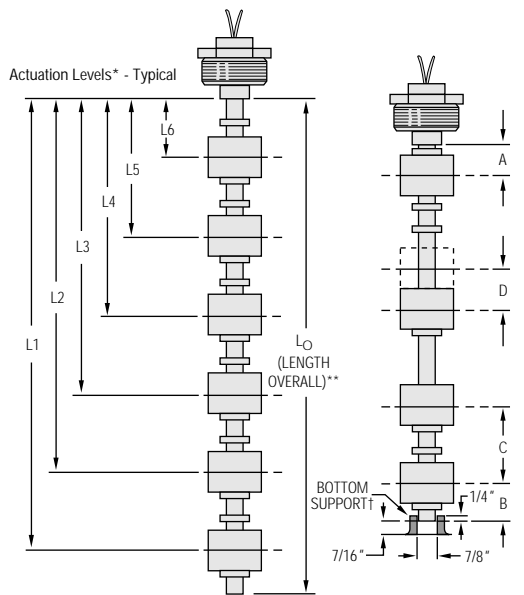 Actuation Levels* - Typical
L6
L5
L4
L3
L2
L1
LO
(LENGTH
OVERALL)**
A
D
C
B
BOTTOM
SUPPORT†
1/4"
7/16"
7/8"